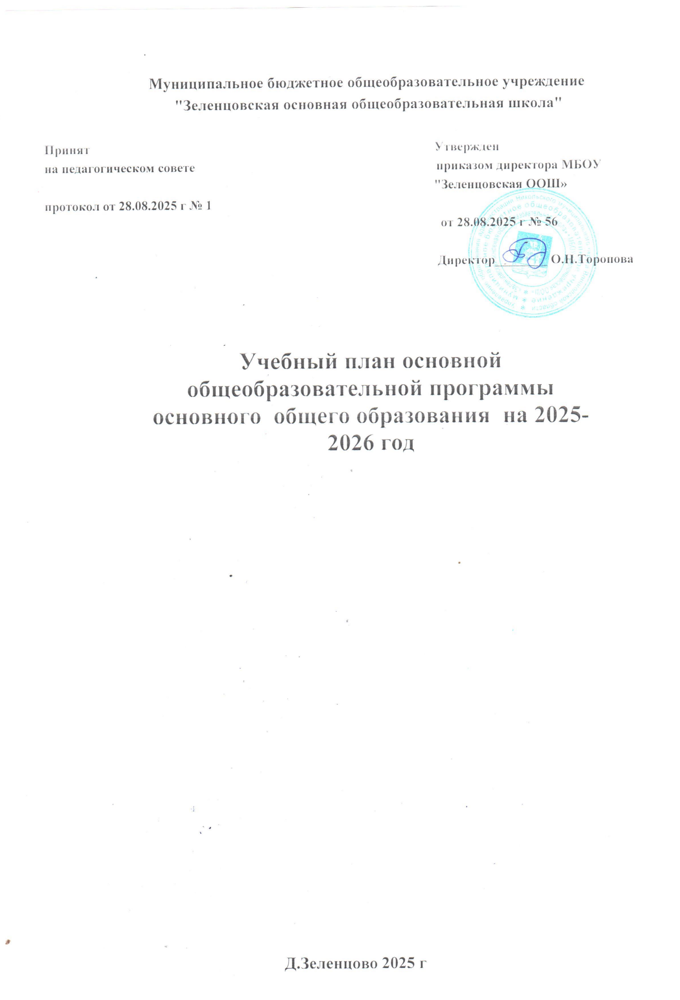 Муниципальное бюджетное общеобразовательное учреждение
"Зеленцовская основная общеобразовательная школа"
Принят
на педагогическом совете
протокол от 28.08.2025 г № 1
Утвержден
приказом директора МБОУ
"Зеленцовская ООШ»
от 28.08.2025 г № 56
Директор________ О.Н.Торопова
Учебный план основной
общеобразовательной программы
основного общего образования на 2025-
2026 год
Д.Зеленцово 2025 г